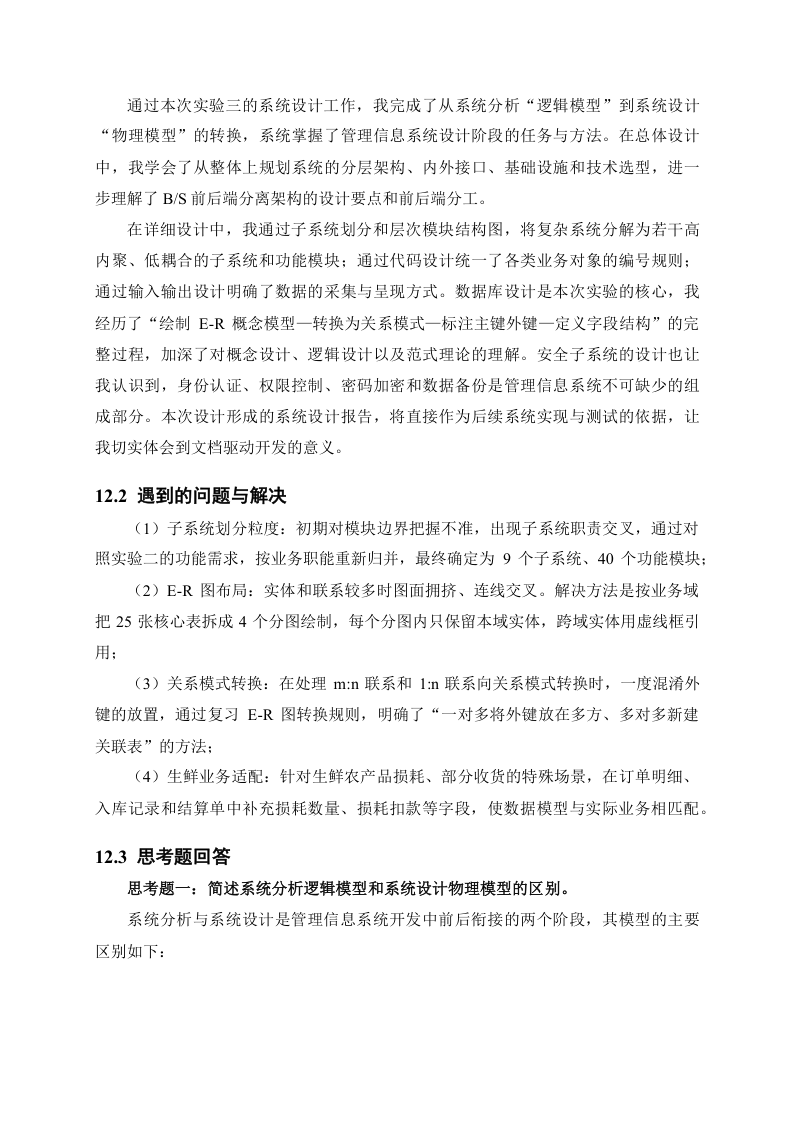 通过本次实验三的系统设计工作，我完成了从系统分析“逻辑模型”到系统设计
“物理模型”的转换，系统掌握了管理信息系统设计阶段的任务与方法。在总体设计
中，我学会了从整体上规划系统的分层架构、内外接口、基础设施和技术选型，进一
步理解了 B/S 前后端分离架构的设计要点和前后端分工。
在详细设计中，我通过子系统划分和层次模块结构图，将复杂系统分解为若干高
内聚、低耦合的子系统和功能模块；通过代码设计统一了各类业务对象的编号规则；
通过输入输出设计明确了数据的采集与呈现方式。数据库设计是本次实验的核心，我
经历了“绘制 E-R 概念模型—转换为关系模式—标注主键外键—定义字段结构”的完
整过程，加深了对概念设计、逻辑设计以及范式理论的理解。安全子系统的设计也让
我认识到，身份认证、权限控制、密码加密和数据备份是管理信息系统不可缺少的组
成部分。本次设计形成的系统设计报告，将直接作为后续系统实现与测试的依据，让
我切实体会到文档驱动开发的意义。
12.2 遇到的问题与解决
（1）子系统划分粒度：初期对模块边界把握不准，出现子系统职责交叉，通过对
照实验二的功能需求，按业务职能重新归并，最终确定为 9 个子系统、40 个功能模块；
（2）E-R 图布局：实体和联系较多时图面拥挤、连线交叉。解决方法是按业务域
把 25 张核心表拆成 4 个分图绘制，每个分图内只保留本域实体，跨域实体用虚线框引
用；
（3）关系模式转换：在处理 m:n 联系和 1:n 联系向关系模式转换时，一度混淆外
键的放置，通过复习 E-R 图转换规则，明确了“一对多将外键放在多方、多对多新建
关联表”的方法；
（4）生鲜业务适配：针对生鲜农产品损耗、部分收货的特殊场景，在订单明细、
入库记录和结算单中补充损耗数量、损耗扣款等字段，使数据模型与实际业务相匹配。
12.3 思考题回答
思考题一：简述系统分析逻辑模型和系统设计物理模型的区别。
系统分析与系统设计是管理信息系统开发中前后衔接的两个阶段，其模型的主要
区别如下：